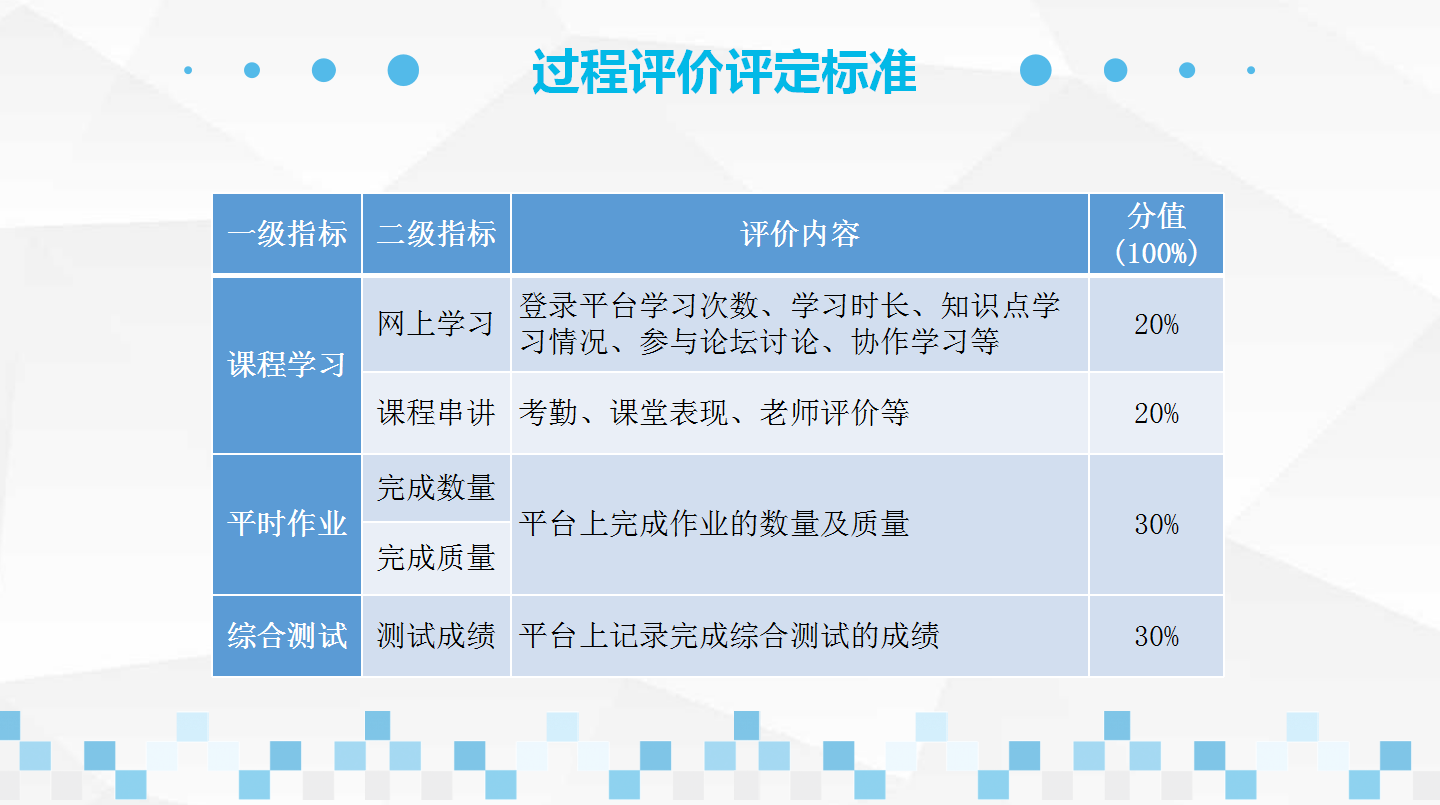 过程评价评定标准
一级指标
二级指标
评价内容
分值
(100%)
课程学习
网上学习
登录平台学习次数、学习时长、知识点学
习情况、参与论坛讨论、协作学习等
20%
课程串讲
考勤、课堂表现、老师评价等
20%
平时作业
完成数量
完成质量
平台上完成作业的数量及质量
30%
综合测试
测试成绩
平台上记录完成综合测试的成绩
30%